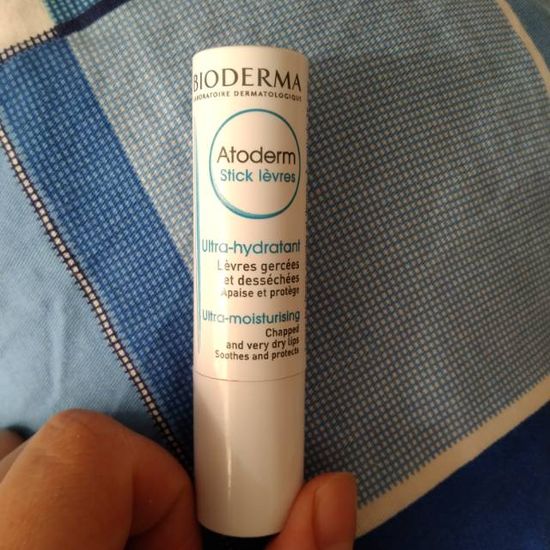 BIODERMA
LABORATOIRE DERMATOLOGIQUE
Atoderm
Stick lèvres
Ultra-hydratant
Lèvres gercées
et desséchées
Apaise et protège
Ultra-moisturising
Chapped
and very dry lips
Soothes and protects